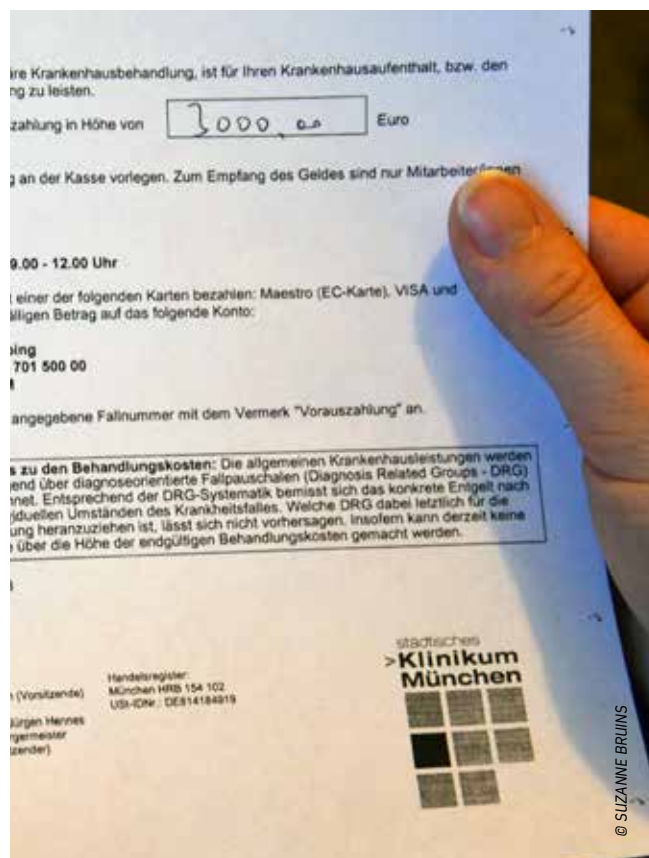 re Krankenhausbehandlung, ist für Ihren Krankenhausaufenthalt, bzw. den
ng zu leisten.
zahlung in Höhe von 3000,00 Euro
an der Kasse vorlegen. Zum Empfang des Geldes sind nur Mitarbeiter/innen
9.00 - 12.00 Uhr
einer der folgenden Karten bezahlen: Maestro (EC-Karte), VISA und
lligen Betrag auf das folgende Konto:
ing
701 500 00
angegebene Fallnummer mit dem Vermerk "Vorauszahlung" an.
s zu den Behandlungskosten: Die allgemeinen Krankenhausleistungen werden
end über diagnoseorientierte Fallpauschalen (Diagnosis Related Groups - DRG)
net. Entsprechend der DRG-Systematik bemisst sich das konkrete Entgelt nach
iduellen Umständen des Krankheitsfalles. Welche DRG dabei letztlich für die
ung heranzuziehen ist, lässt sich nicht vorhersagen. Insofern kann derzeit keine
über die Höhe der endgültigen Behandlungskosten gemacht werden.
(Vorsitzende)
Jürgen Hennes
rgermeister
zender)
Handelsregister:
München HRB 154 102
USt-IDNr.: DE814184919
städtisches
>Klinikum
München
© SUZANNE BRUINS